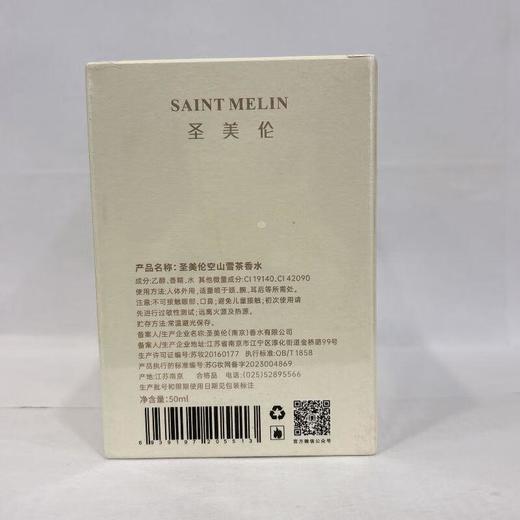 SAINT MELIN
圣美伦
产品名称：圣美伦空山雪茶香水
成分:乙醇、香精、水 其他微量成分:CI 19140、CI 42090
使用方法:人体外用，适量喷于颈、腕、耳后等所需处。
注意:不可接触眼部、口鼻;避免儿童接触;初次使用请
先进行过敏性测试;远离火源及热源。
贮存方法:常温避光保存。
备案人/生产企业名称:圣美伦(南京)香水有限公司
备案人/生产企业地址:江苏省南京市江宁区淳化街道金桥路99号
生产许可证编号:苏妆20160177 执行标准:QB/T 1858
产品执行的标准编号:苏G妆网备字2023004869
产地:江苏南京 合格品 电话:(025)52895566
生产批号和限期使用日期见包装标注
净含量:50ml
6 939197 205513
官方微信公众号